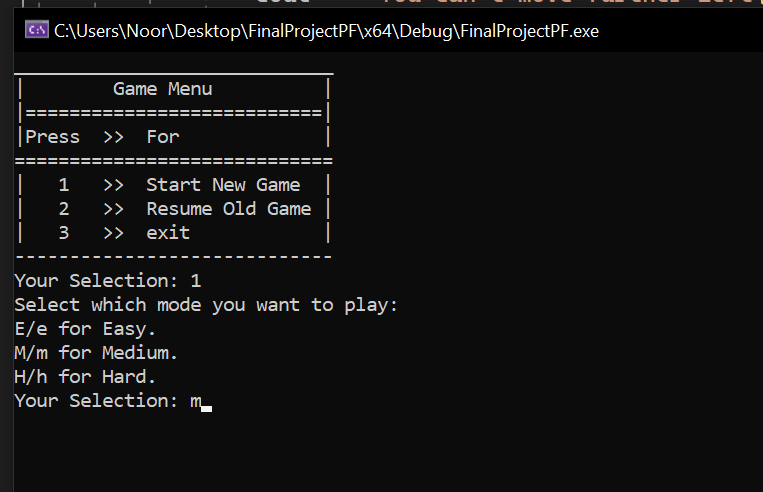 C:\Users\Noor\Desktop\FinalProjectPF\x64\Debug\FinalProjectPF.exe
_____________________________
|        Game Menu          |
|===========================|
|Press  >>  For             |
=============================
|   1   >>  Start New Game  |
|   2   >>  Resume Old Game |
|   3   >>  exit            |
-----------------------------
Your Selection: 1
Select which mode you want to play:
E/e for Easy.
M/m for Medium.
H/h for Hard.
Your Selection: m